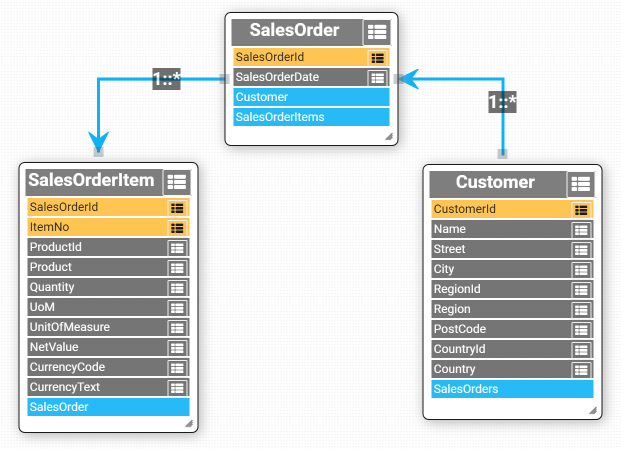 SalesOrder
SalesOrderId
SalesOrderDate
Customer
SalesOrderItems
1::*
1::*
SalesOrderItem
SalesOrderId
ItemNo
ProductId
Product
Quantity
UoM
UnitOfMeasure
NetValue
CurrencyCode
CurrencyText
SalesOrder
Customer
CustomerId
Name
Street
City
RegionId
Region
PostCode
CountryId
Country
SalesOrders